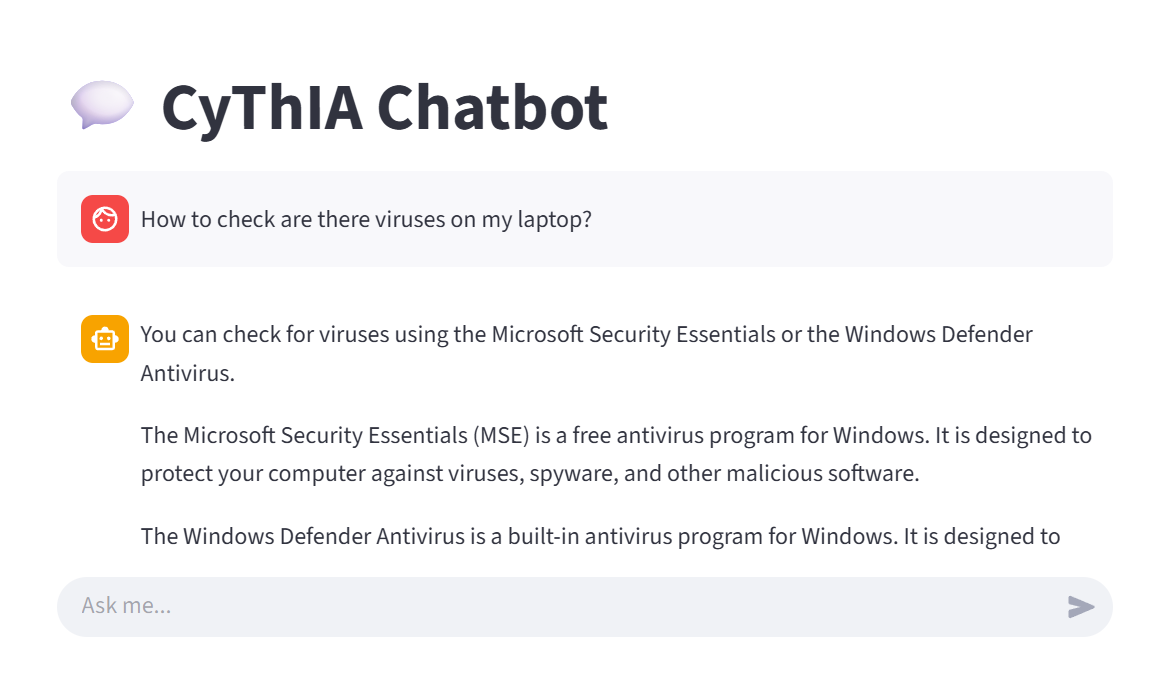 CyThIA Chatbot
How to check are there viruses on my laptop?
You can check for viruses using the Microsoft Security Essentials or the Windows Defender
Antivirus.
The Microsoft Security Essentials (MSE) is a free antivirus program for Windows. It is designed to
protect your computer against viruses, spyware, and other malicious software.
The Windows Defender Antivirus is a built-in antivirus program for Windows. It is designed to
Ask me...